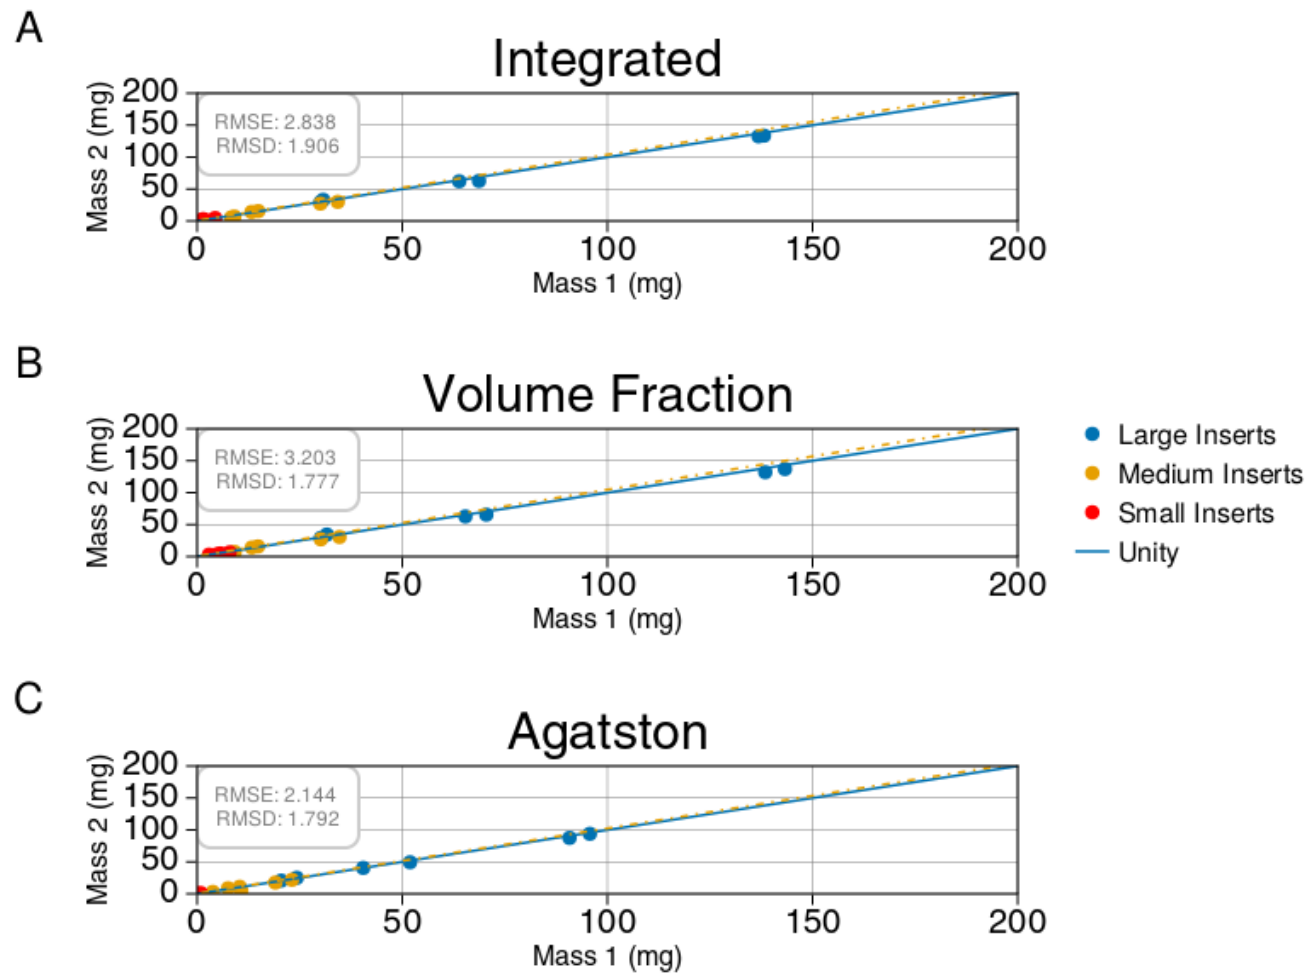 A
Integrated
Mass 2 (mg)
200
150
100
50
0
RMSE: 2.838
RMSD: 1.906
0 50 100 150 200
Mass 1 (mg)
B
Volume Fraction
Mass 2 (mg)
200
150
100
50
0
RMSE: 3.203
RMSD: 1.777
0 50 100 150 200
Mass 1 (mg)
Large Inserts
Medium Inserts
Small Inserts
Unity
C
Agatston
Mass 2 (mg)
200
150
100
50
0
RMSE: 2.144
RMSD: 1.792
0 50 100 150 200
Mass 1 (mg)